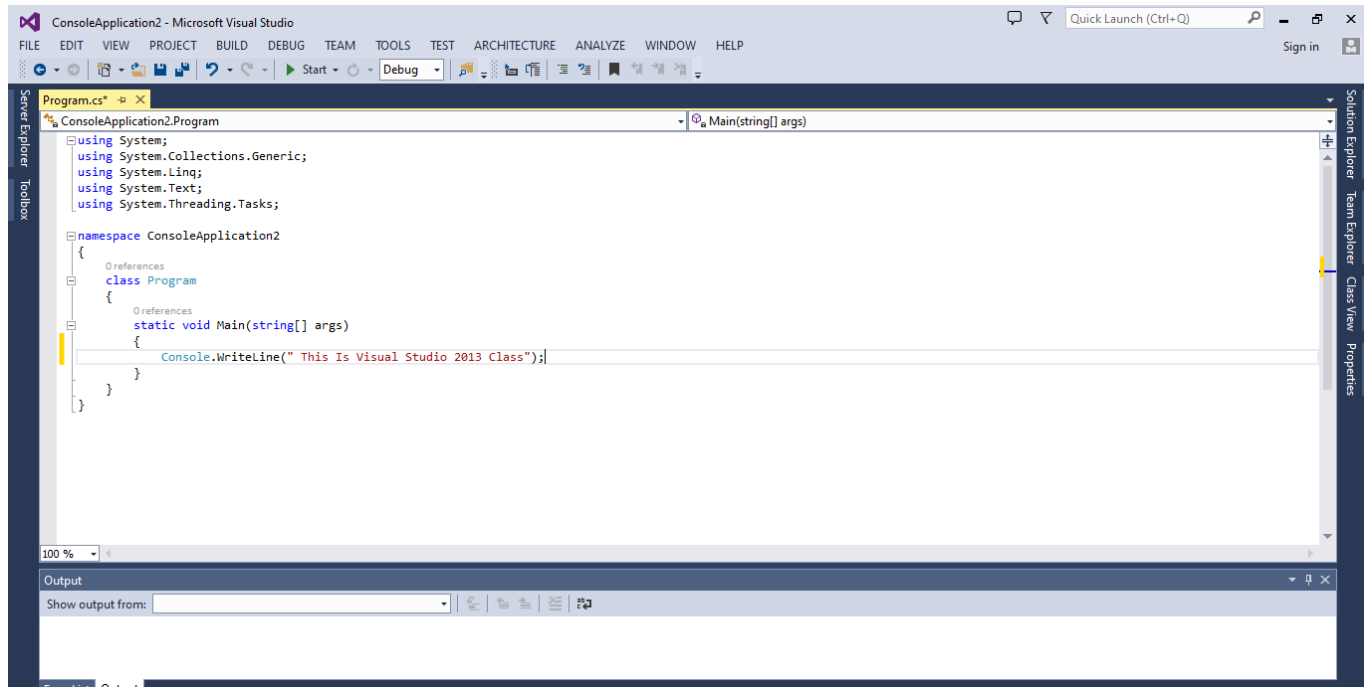 ConsoleApplication2 - Microsoft Visual Studio
Quick Launch (Ctrl+Q)
FILE EDIT VIEW PROJECT BUILD DEBUG TEAM TOOLS TEST ARCHITECTURE ANALYZE WINDOW HELP
Sign in
Start Debug
Server Explorer
Toolbox
Program.cs*
ConsoleApplication2.Program
Main(string[] args)
using System;
using System.Collections.Generic;
using System.Linq;
using System.Text;
using System.Threading.Tasks;
namespace ConsoleApplication2
{
0 references
class Program
{
0 references
static void Main(string[] args)
{
Console.WriteLine(" This Is Visual Studio 2013 Class");
}
}
}
100 %
Solution Explorer
Team Explorer
Class View
Properties
Output
Show output from: